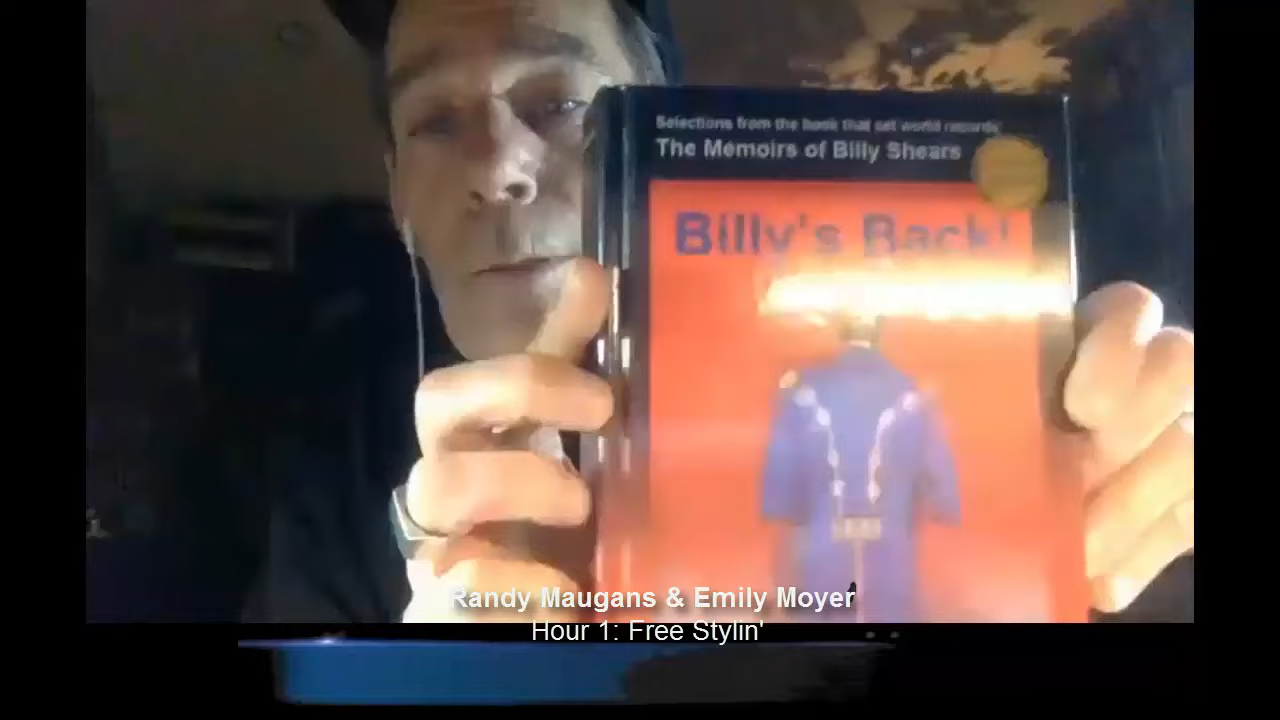 Selections from the book that set world records:
The Memoirs of Billy Shears
Billy's Back!
Randy Maugans & Emily Moyer
Hour 1: Free Stylin'